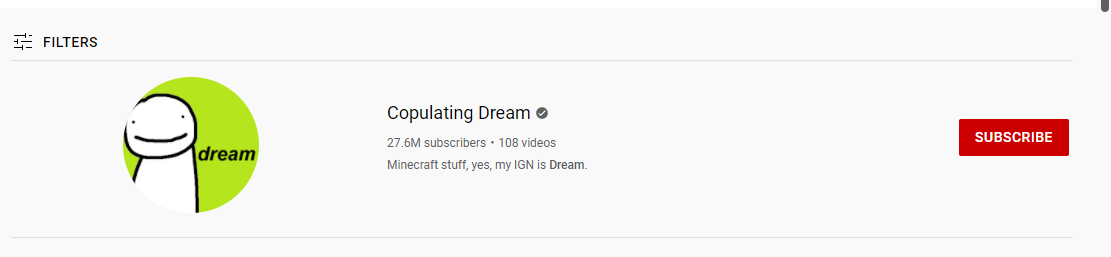 FILTERS
dream
Copulating Dream
27.6M subscribers • 108 videos
Minecraft stuff, yes, my IGN is Dream.
SUBSCRIBE